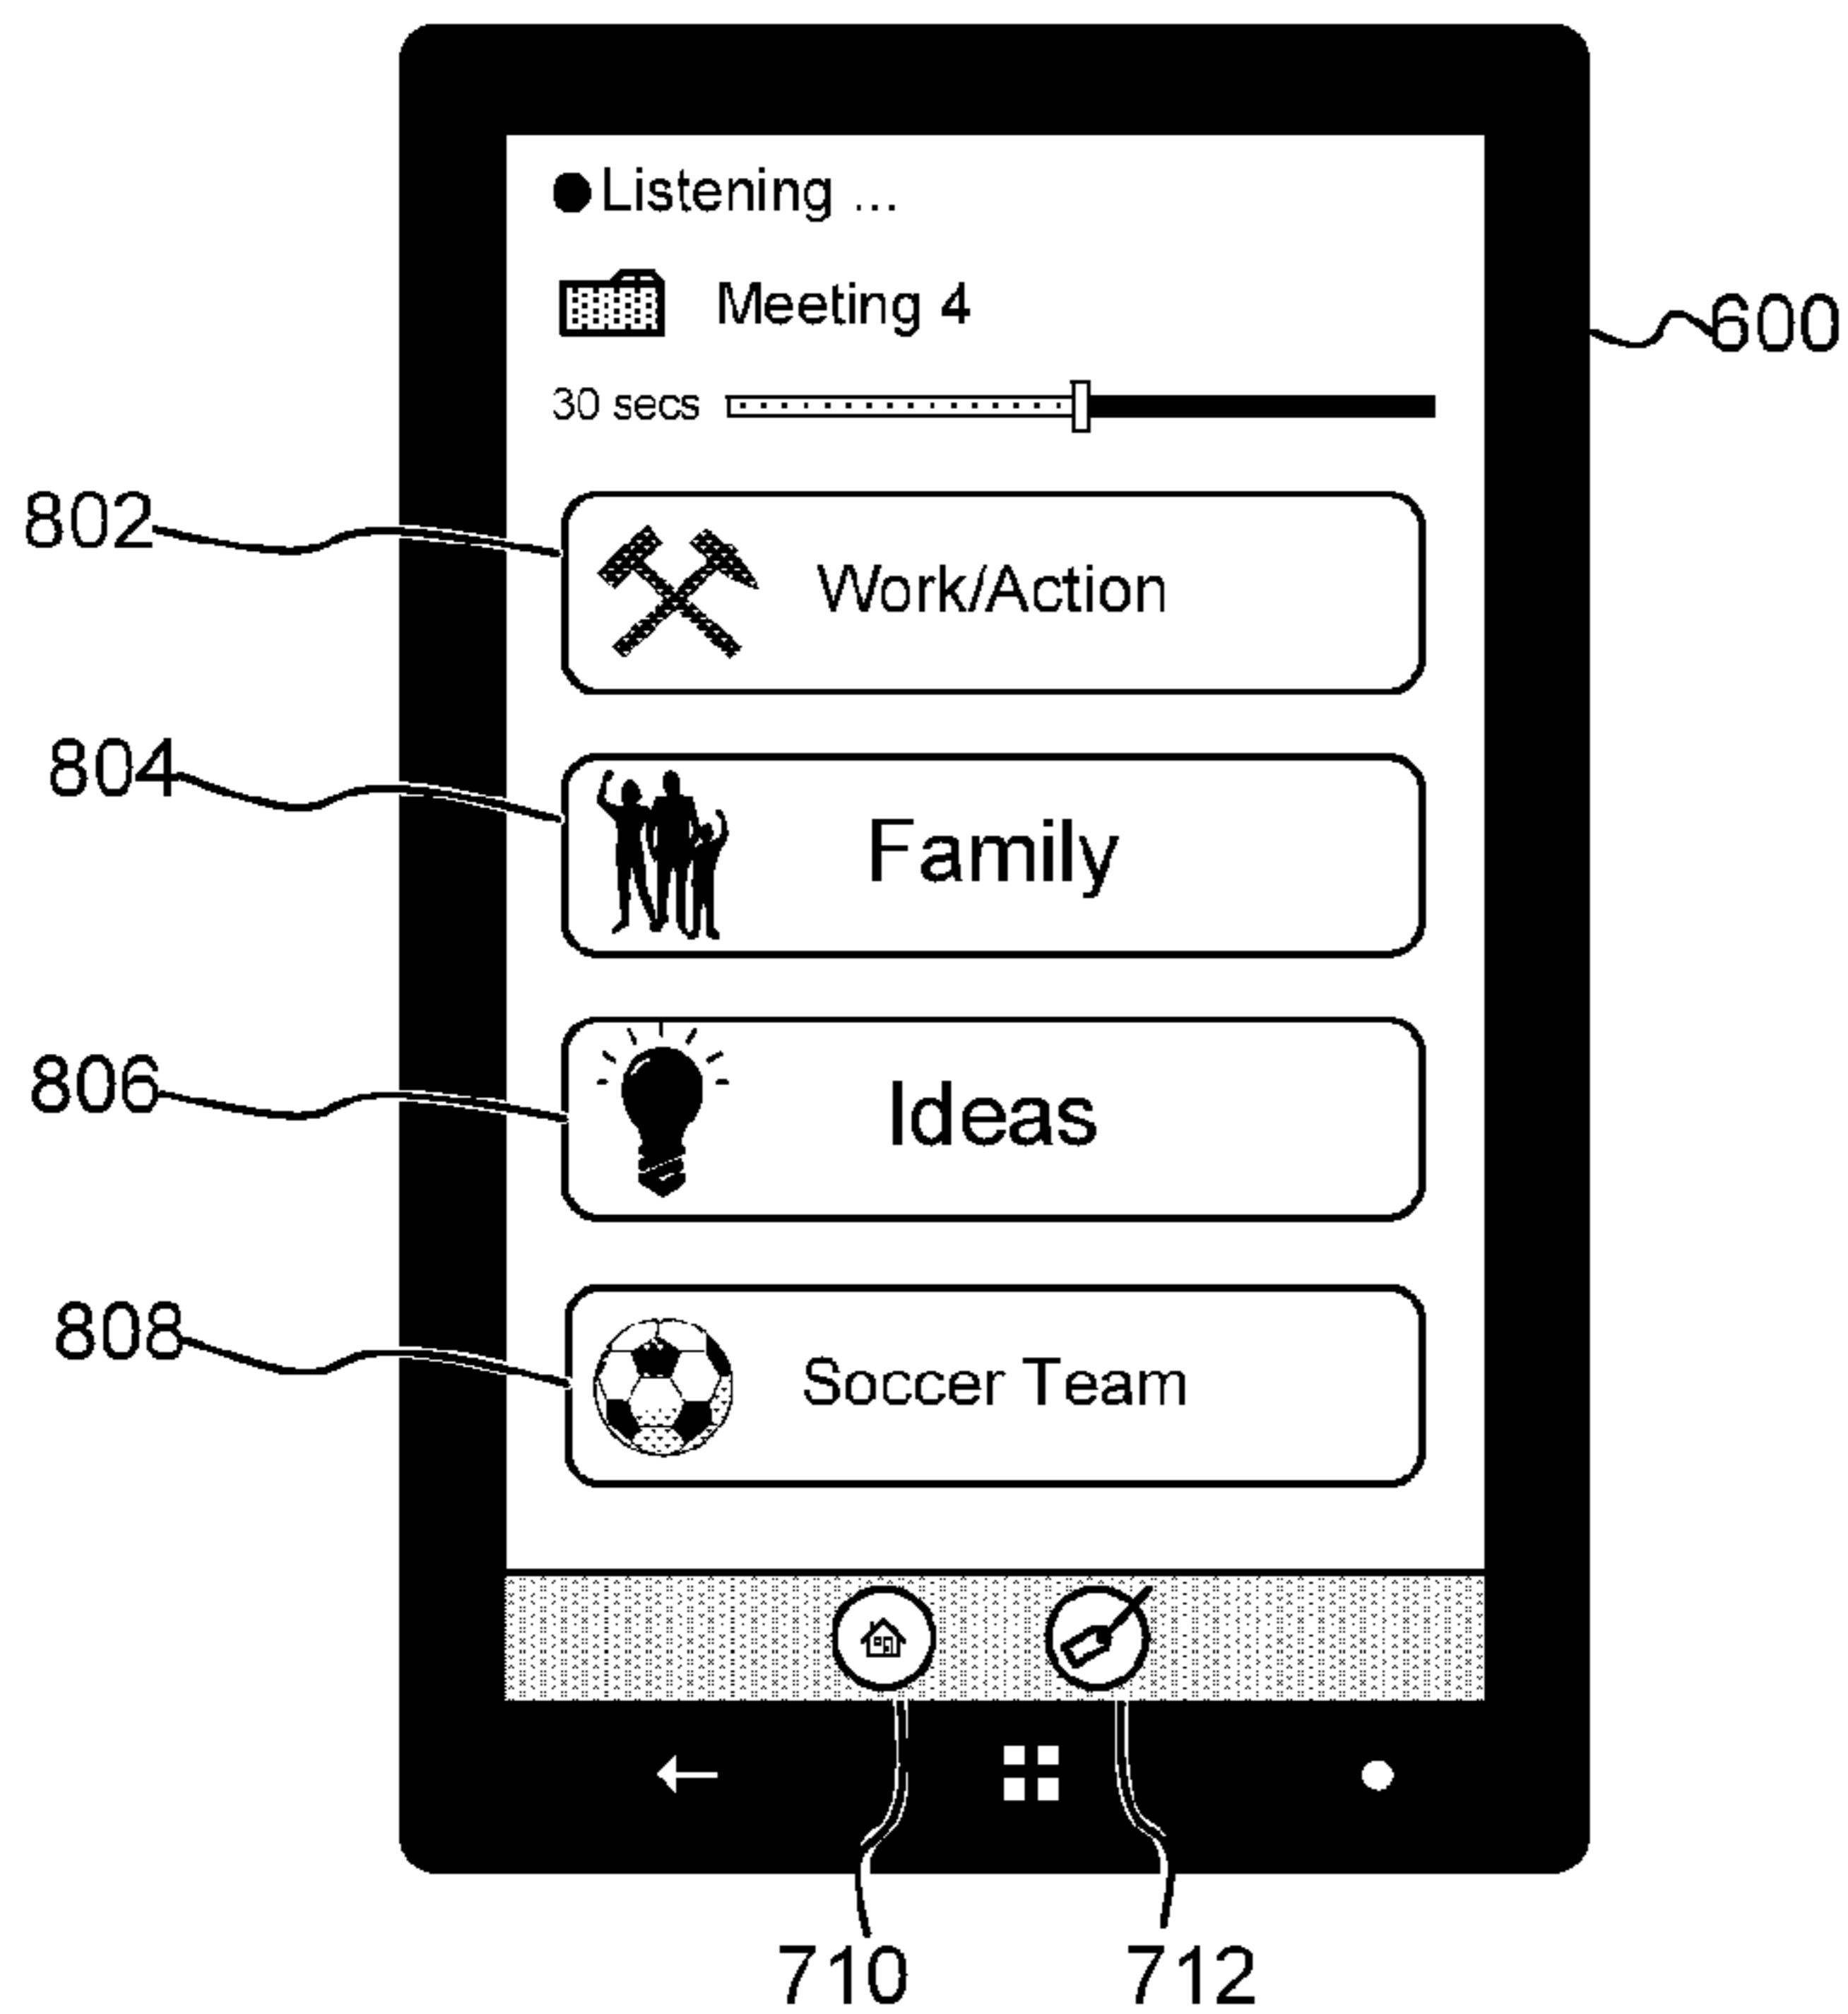 Listening ...
Meeting 4
600
30 secs
802
Work/Action
804
Family
806
Ideas
808
Soccer Team
710
712